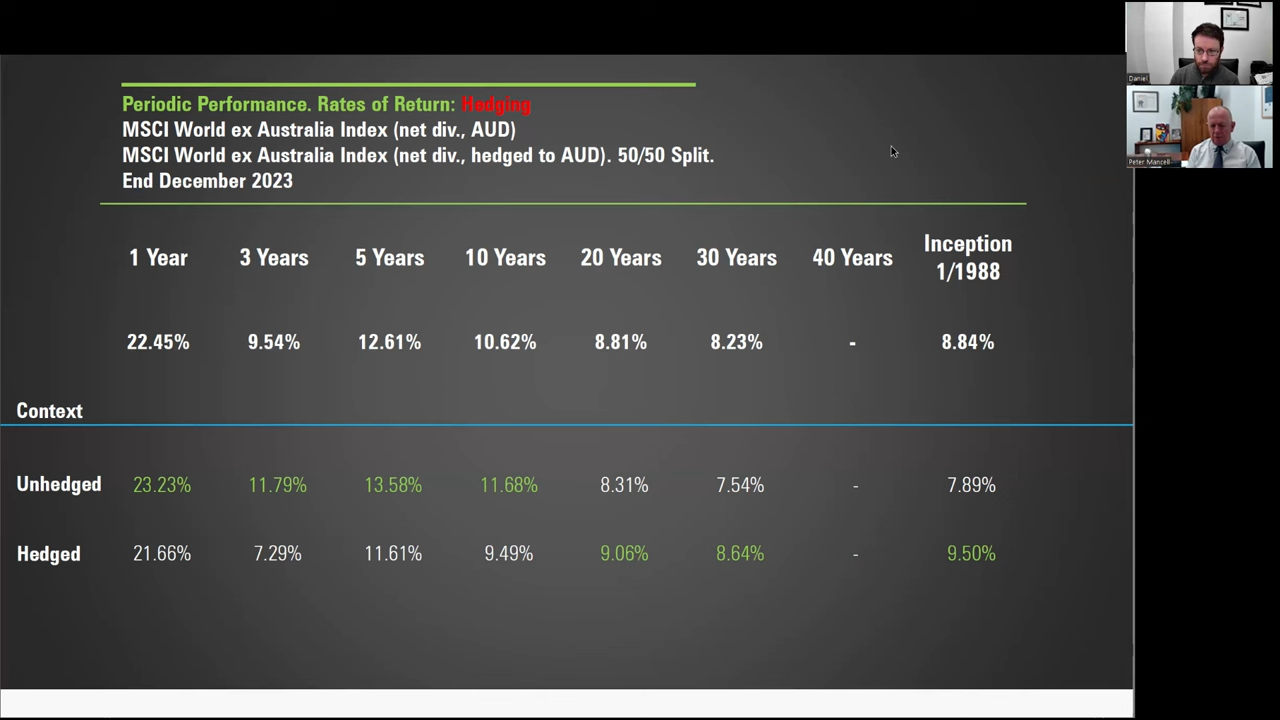 Periodic Performance. Rates of Return: Hedging
MSCI World ex Australia Index (net div., AUD)
MSCI World ex Australia Index (net div., hedged to AUD). 50/50 Split.
End December 2023
1 Year 3 Years 5 Years 10 Years 20 Years 30 Years 40 Years Inception 1/1988
22.45% 9.54% 12.61% 10.62% 8.81% 8.23% - 8.84%
Context
Unhedged 23.23% 11.79% 13.58% 11.68% 8.31% 7.54% - 7.89%
Hedged 21.66% 7.29% 11.61% 9.49% 9.06% 8.64% - 9.50%
Daniel
Peter Mancell